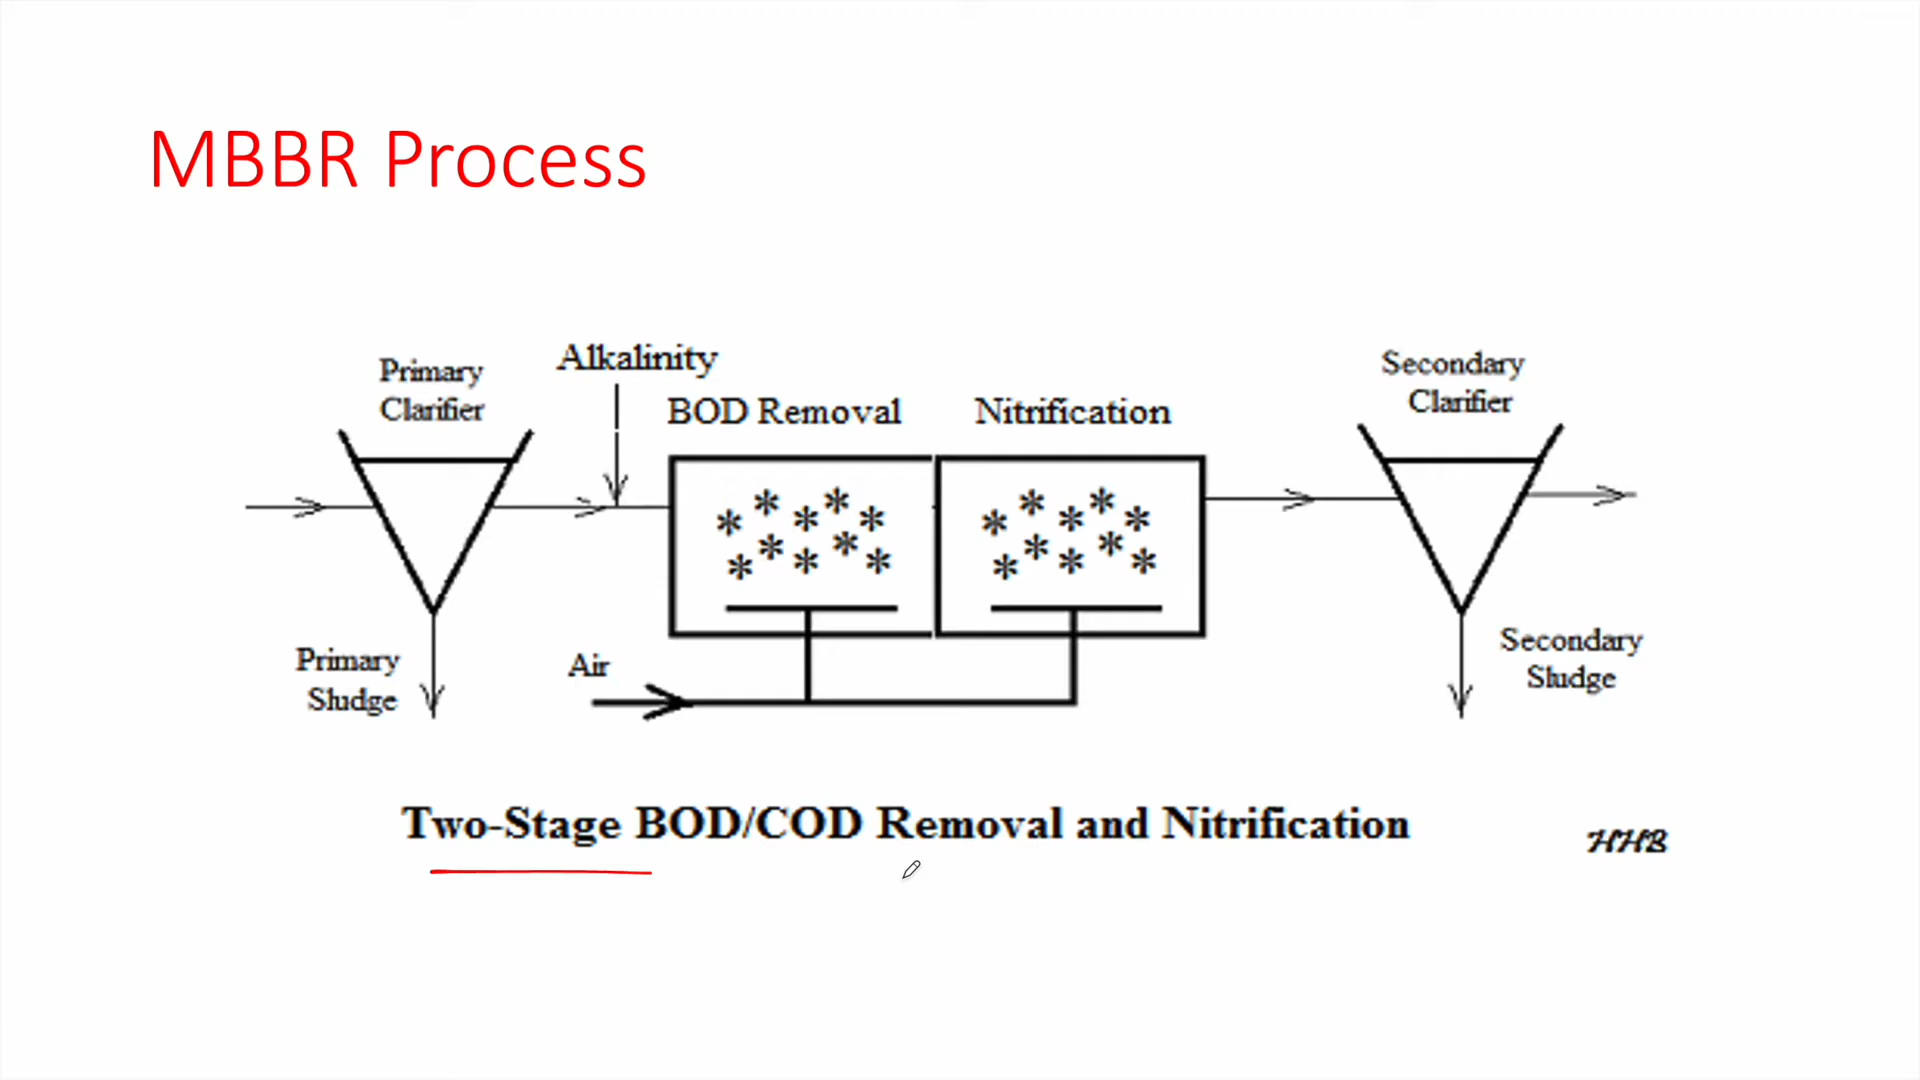 MBBR Process
Primary
Clarifier
Alkalinity
BOD Removal
Nitrification
Secondary
Clarifier
* * * * * * * * * *
* * * * * * * * * *
Primary
Sludge
Air
Secondary
Sludge
Two-Stage BOD/COD Removal and Nitrification
HHB